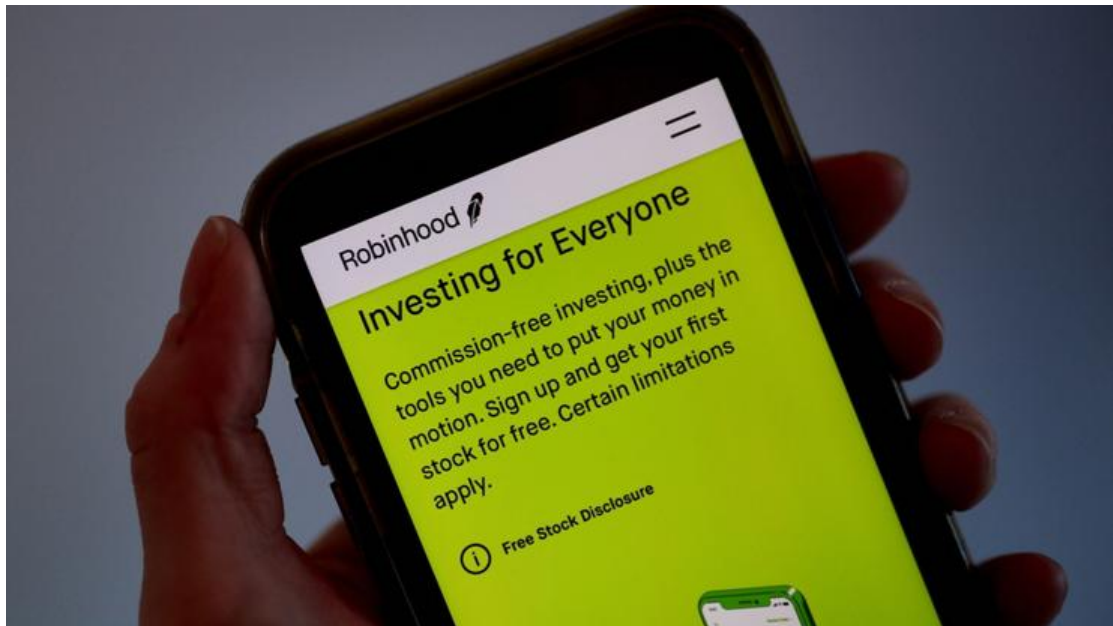 Robinhood
Investing for Everyone
Commission-free investing, plus the
tools you need to put your money in
motion. Sign up and get your first
stock for free. Certain limitations
apply.
Free Stock Disclosure